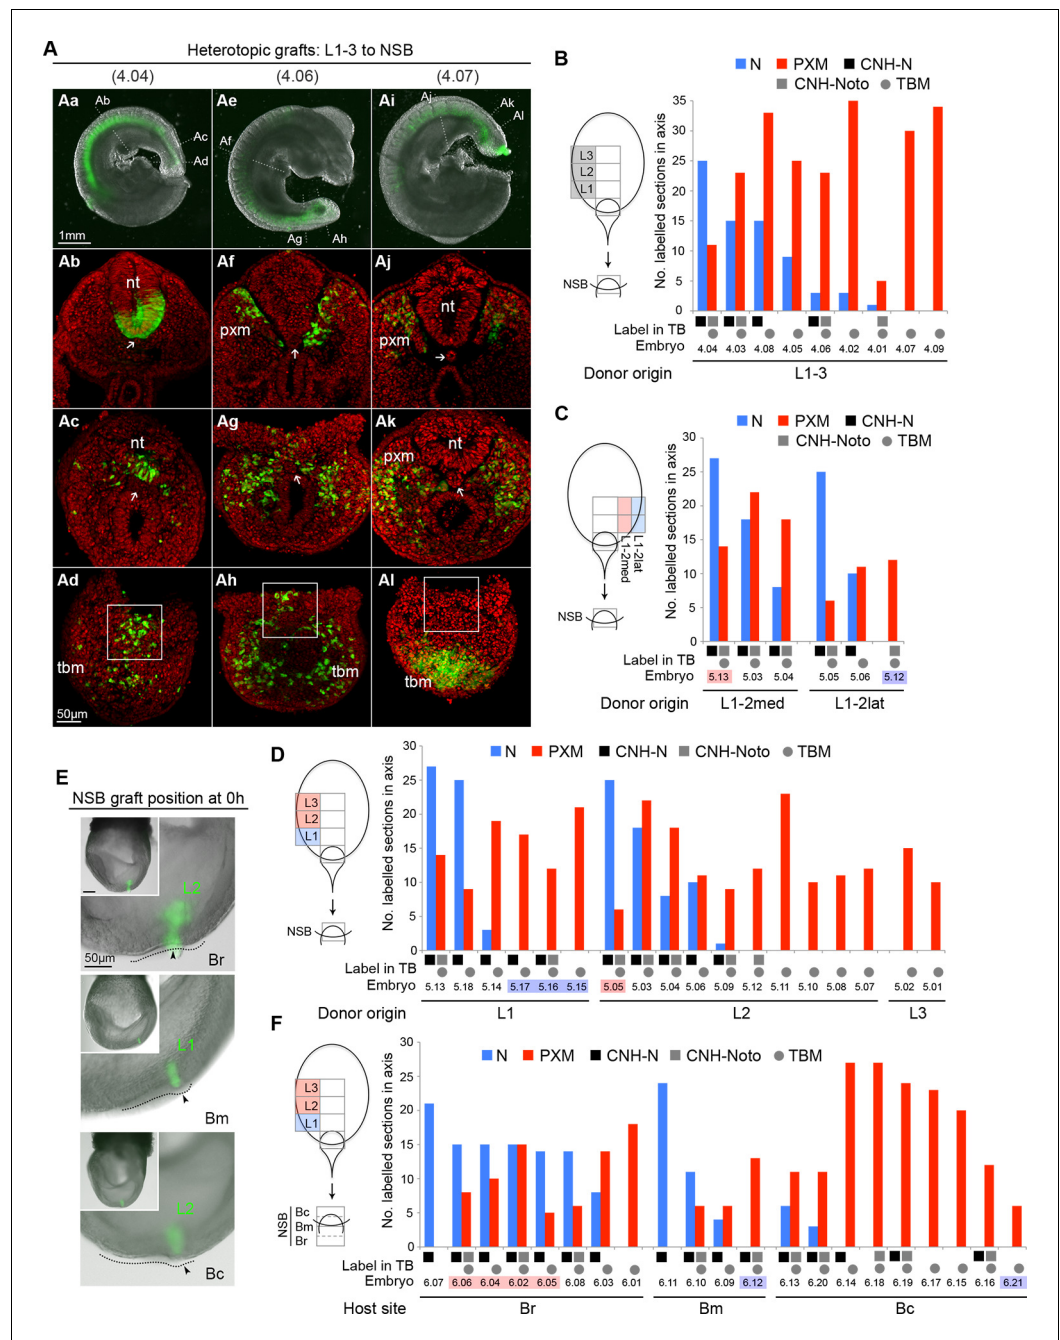 A
Heterotopic grafts: L1-3 to NSB
(4.04) (4.06) (4.07)
Aa Ab Ac Ad
1mm
Ae Af Ag Ah
Ai Aj Ak Al
Ab nt
Af pxm
Aj nt pxm
Ac nt
Ag
Ak nt pxm
Ad tbm
50µm
Ah tbm
Al tbm
B
N PXM CNH-N
CNH-Noto TBM
L3
L2
L1
NSB
No. labelled sections in axis
35
30
25
20
15
10
5
0
Label in TB
Embryo 4.04 4.03 4.08 4.05 4.06 4.02 4.01 4.07 4.09
Donor origin L1-3
C
N PXM CNH-N
CNH-Noto TBM
L1-2med
L1-2lat
NSB
No. labelled sections in axis
30
25
20
15
10
5
0
Label in TB
Embryo 5.13 5.03 5.04 5.05 5.06 5.12
Donor origin L1-2med L1-2lat
D
N PXM CNH-N CNH-Noto TBM
L3
L2
L1
NSB
No. labelled sections in axis
30
25
20
15
10
5
0
Label in TB
Embryo 5.13 5.18 5.14 5.17 5.16 5.15 5.05 5.03 5.04 5.06 5.09 5.12 5.11 5.10 5.08 5.07 5.02 5.01
Donor origin L1 L2 L3
E
NSB graft position at 0h
L2
50µm
Br
L1
Bm
L2
Bc
F
N PXM CNH-N CNH-Noto TBM
L3
L2
L1
NSB
Bc
Bm
Br
No. labelled sections in axis
30
25
20
15
10
5
0
Label in TB
Embryo 6.07 6.06 6.04 6.02 6.05 6.08 6.03 6.01 6.11 6.10 6.09 6.12 6.13 6.20 6.14 6.18 6.19 6.17 6.15 6.16 6.21
Host site Br Bm Bc